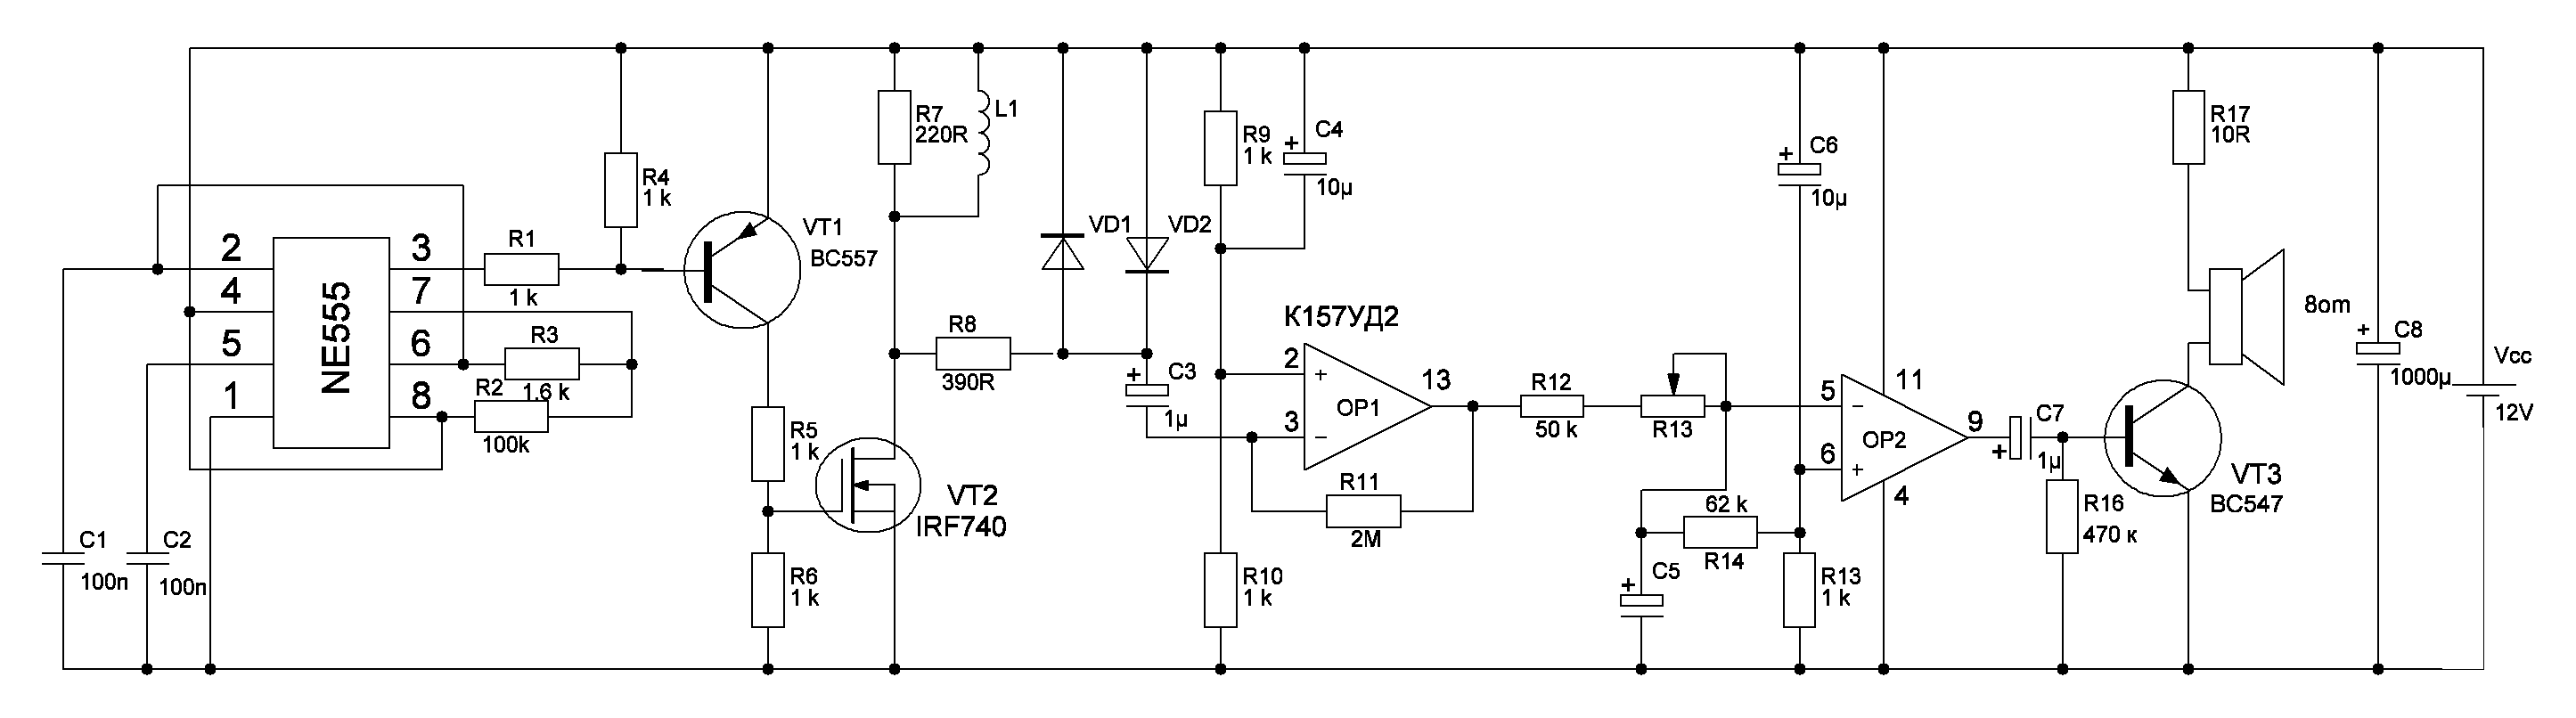 NE555
2
4
5
1
3
7
6
8
C1
100n
C2
100n
R1
1 k
R3
1.6 k
R2
100k
R4
1 k
VT1
BC557
R5
1 k
R6
1 k
VT2
IRF740
R7
220R
L1
R8
390R
VD1
VD2
+
C3
1µ
R9
1 k
+
C4
10µ
R10
1 k
К157УД2
2
+
3
−
OP1
13
R11
2M
R12
50 k
R13
62 k
R14
+
C5
+
C6
10µ
R13
1 k
5
−
6
+
OP2
11
4
9
+
C7
1µ
R16
470 к
VT3
BC547
R17
10R
8om
+
C8
1000µ
Vcc
12V